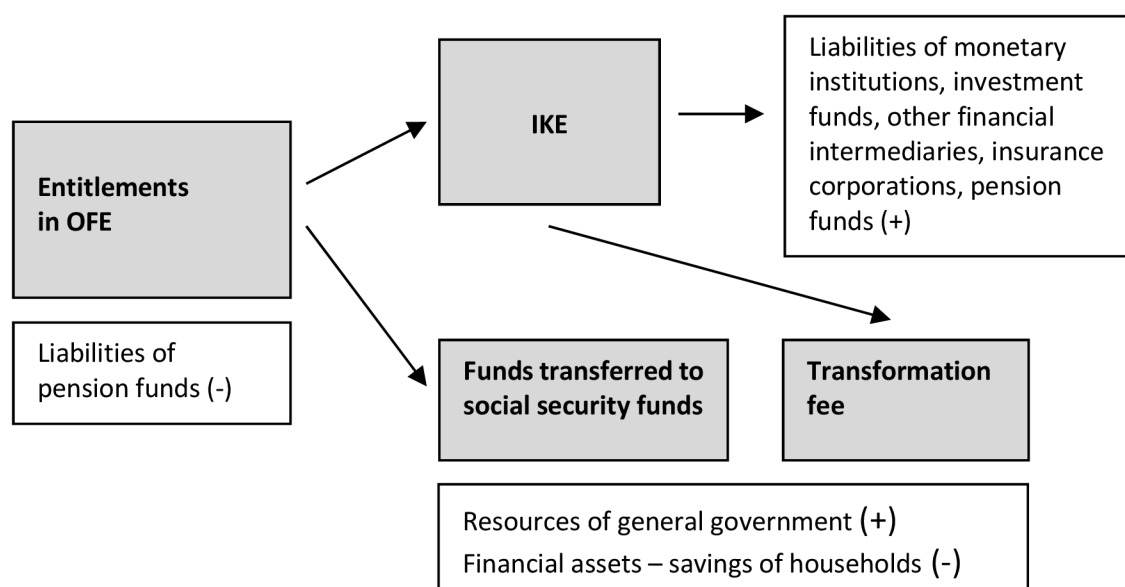 Entitlements
in OFE
Liabilities of
pension funds (-)
IKE
Liabilities of monetary
institutions, investment
funds, other financial
intermediaries, insurance
corporations, pension
funds (+)
Funds transferred to
social security funds
Transformation
fee
Resources of general government (+)
Financial assets – savings of households (-)